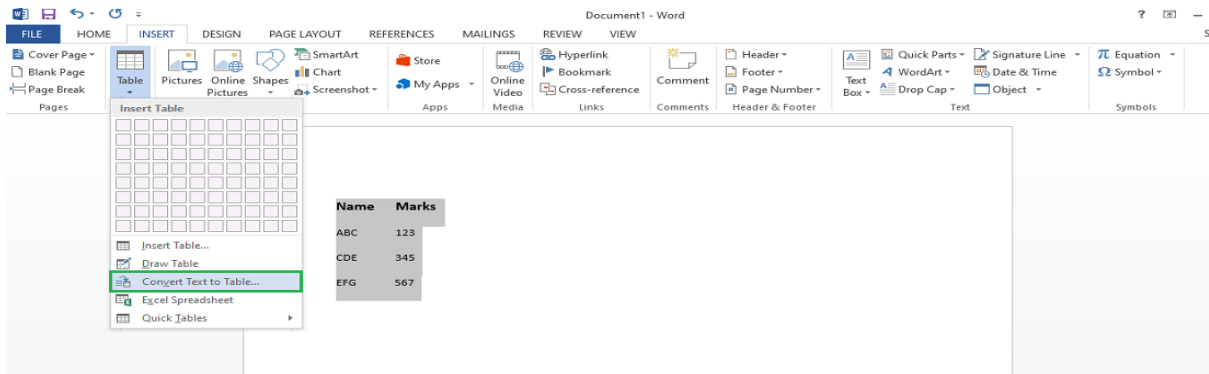 Document1 - Word
?
FILE HOME INSERT DESIGN PAGE LAYOUT REFERENCES MAILINGS REVIEW VIEW S
Cover Page
Blank Page
Page Break
Pages
Table
Pictures
Online
Pictures
Shapes
SmartArt
Chart
Screenshot
Store
My Apps
Apps
Online
Video
Media
Hyperlink
Bookmark
Cross-reference
Links
Comment
Comments
Header
Footer
Page Number
Header & Footer
Text
Box
Quick Parts
WordArt
Drop Cap
Signature Line
Date & Time
Object
Text
π Equation
Ω Symbol
Symbols
Insert Table
Insert Table...
Draw Table
Convert Text to Table...
Excel Spreadsheet
Quick Tables
Name Marks
ABC 123
CDE 345
EFG 567